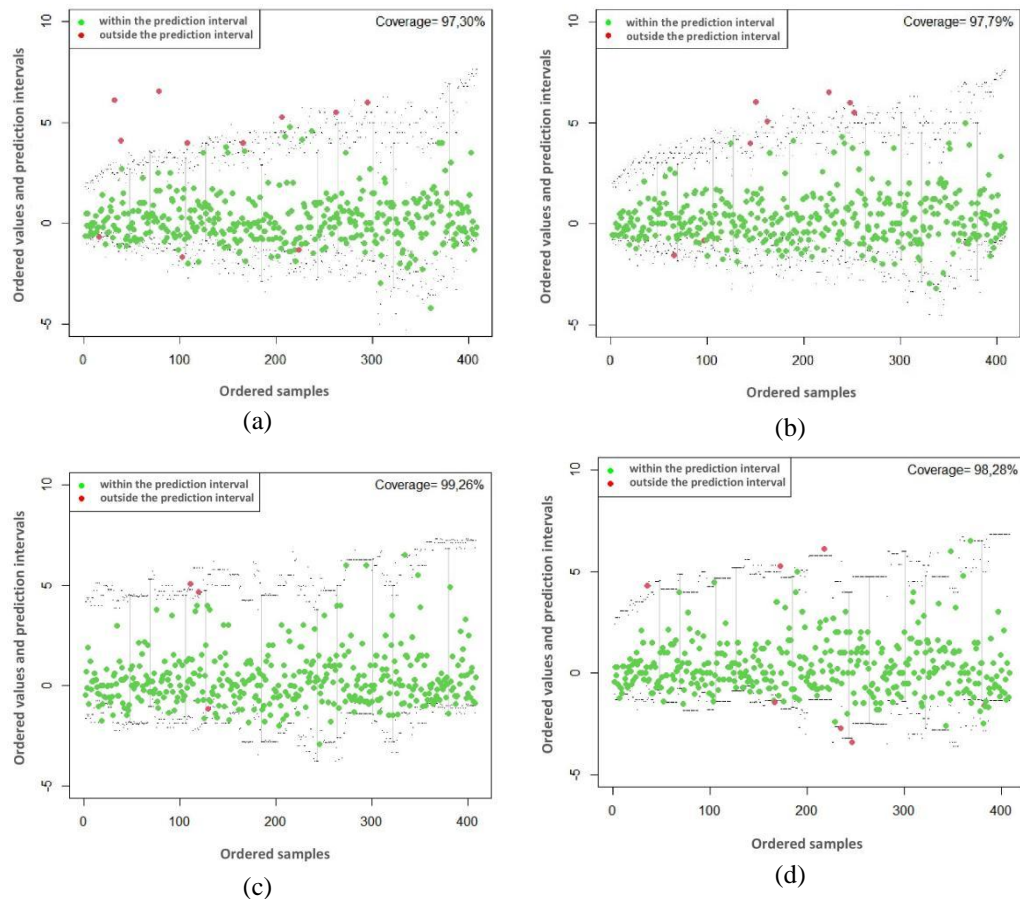 within the prediction interval
outside the prediction interval
Coverage= 97,30%
Ordered values and prediction intervals
10
5
0
-5
0 100 200 300 400
Ordered samples
(a)
within the prediction interval
outside the prediction interval
Coverage= 97,79%
Ordered values and prediction intervals
10
5
0
-5
0 100 200 300 400
Ordered samples
(b)
within the prediction interval
outside the prediction interval
Coverage= 99,26%
Ordered values and prediction intervals
10
5
0
-5
0 100 200 300 400
Ordered samples
(c)
within the prediction interval
outside the prediction interval
Coverage= 98,28%
Ordered values and prediction intervals
10
5
0
-5
0 100 200 300 400
Ordered samples
(d)